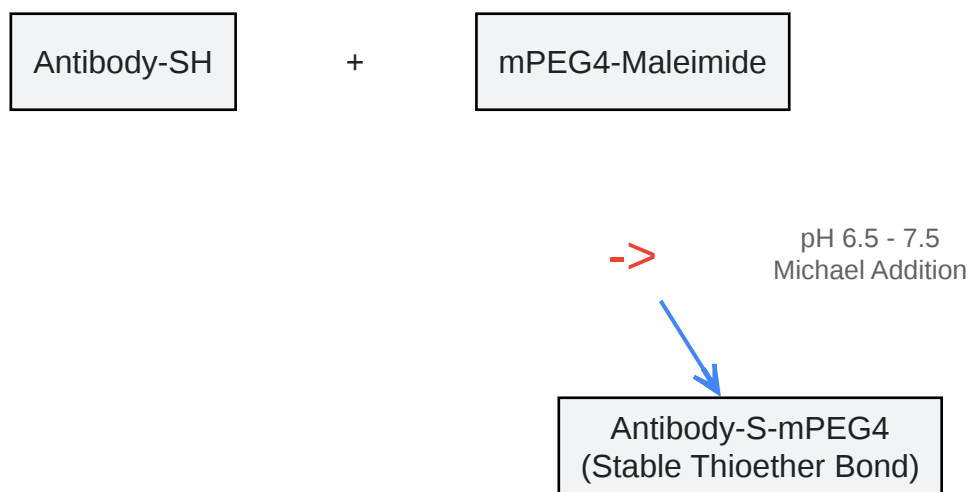 Antibody-SH
+
mPEG4-Maleimide
->
pH 6.5 - 7.5
Michael Addition
Antibody-S-mPEG4
(Stable Thioether Bond)